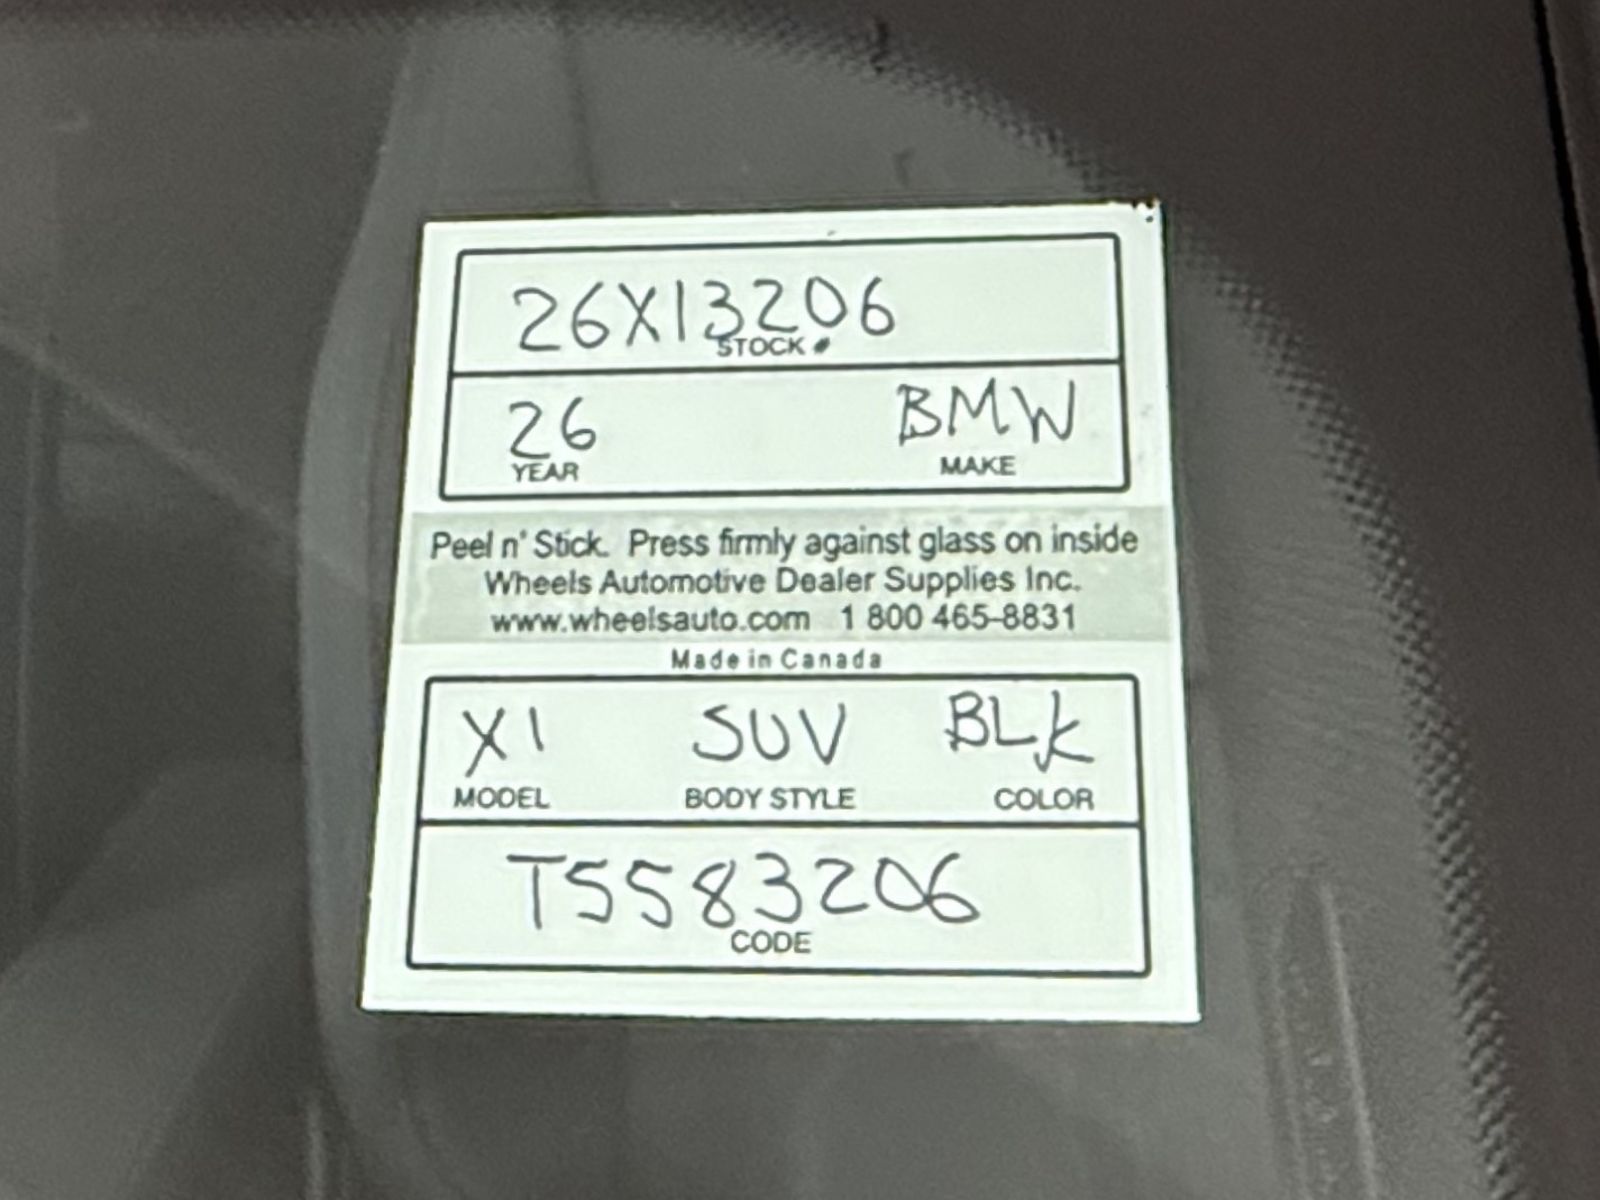 26X13206
STOCK #
26 BMW
YEAR MAKE
Peel n' Stick. Press firmly against glass on inside
Wheels Automotive Dealer Supplies Inc.
www.wheelsauto.com 1 800 465-8831
Made in Canada
X1 SUV BLK
MODEL BODY STYLE COLOR
T5583206
CODE